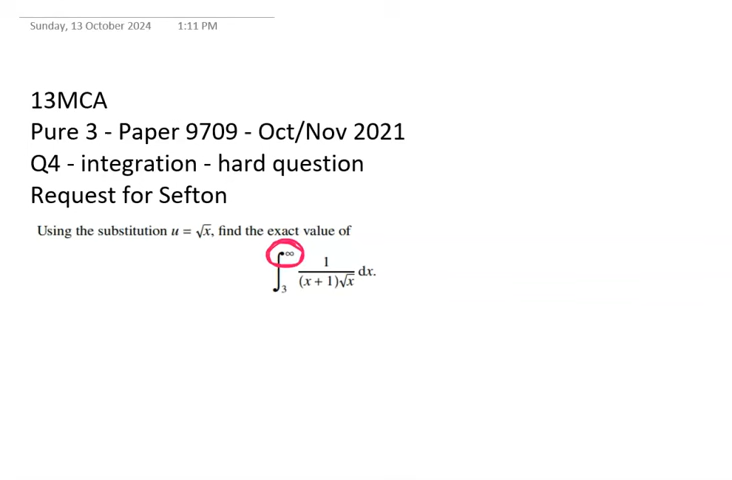 Sunday, 13 October 2024 1:11 PM
13MCA
Pure 3 - Paper 9709 - Oct/Nov 2021
Q4 - integration - hard question
Request for Sefton
Using the substitution u = √x, find the exact value of
∫₃^∞ 1/((x + 1)√x) dx.